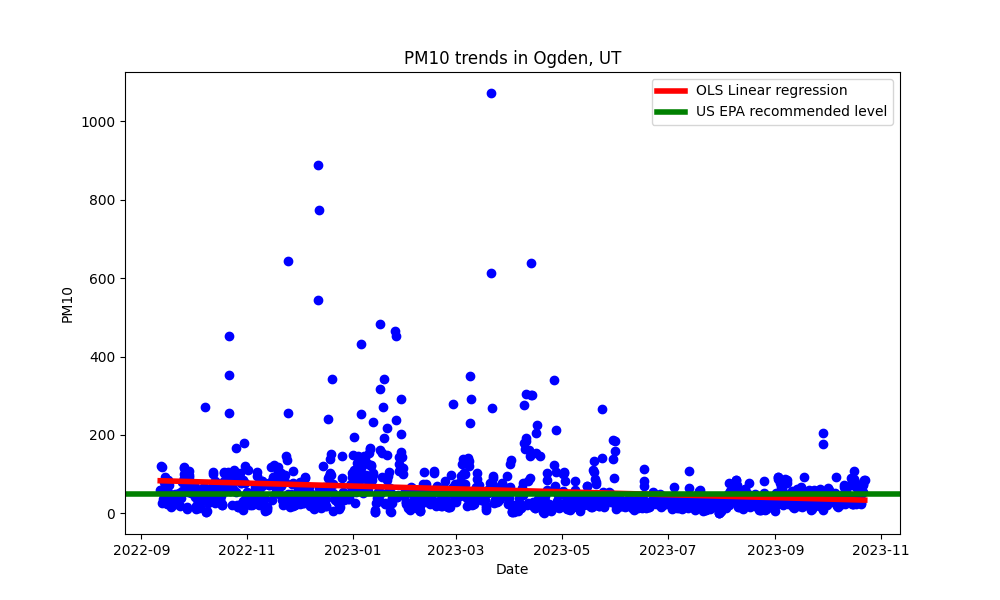 PM10 trends in Ogden, UT
OLS Linear regression
US EPA recommended level
1000
800
600
400
200
0
PM10
2022-09 2022-11 2023-01 2023-03 2023-05 2023-07 2023-09 2023-11
Date